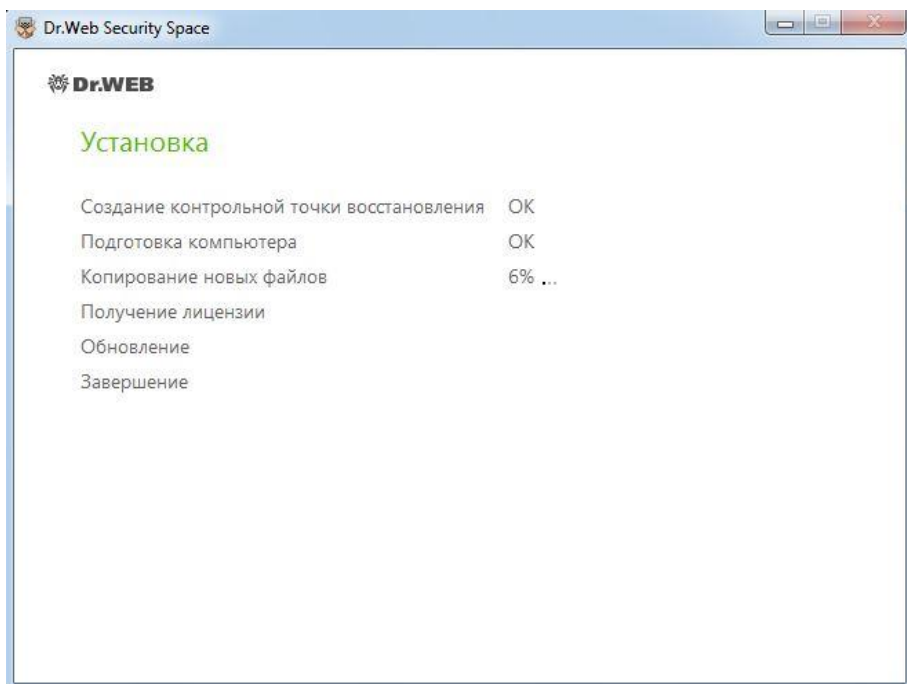 Dr.Web Security Space
Dr.WEB
Установка
Создание контрольной точки восстановления OK
Подготовка компьютера OK
Копирование новых файлов 6% ...
Получение лицензии
Обновление
Завершение